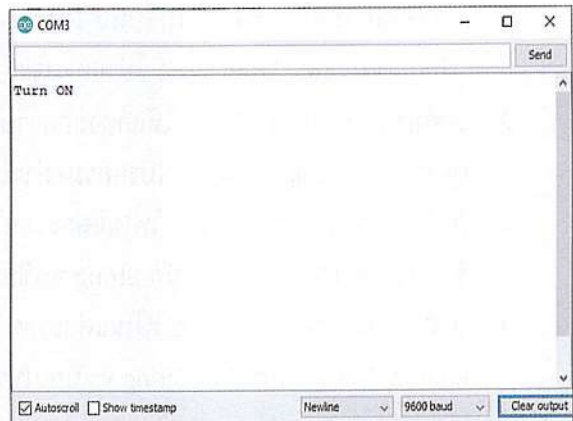 COM3
Send
Turn ON
Autoscroll Show timestamp Newline 9600 baud Clear output